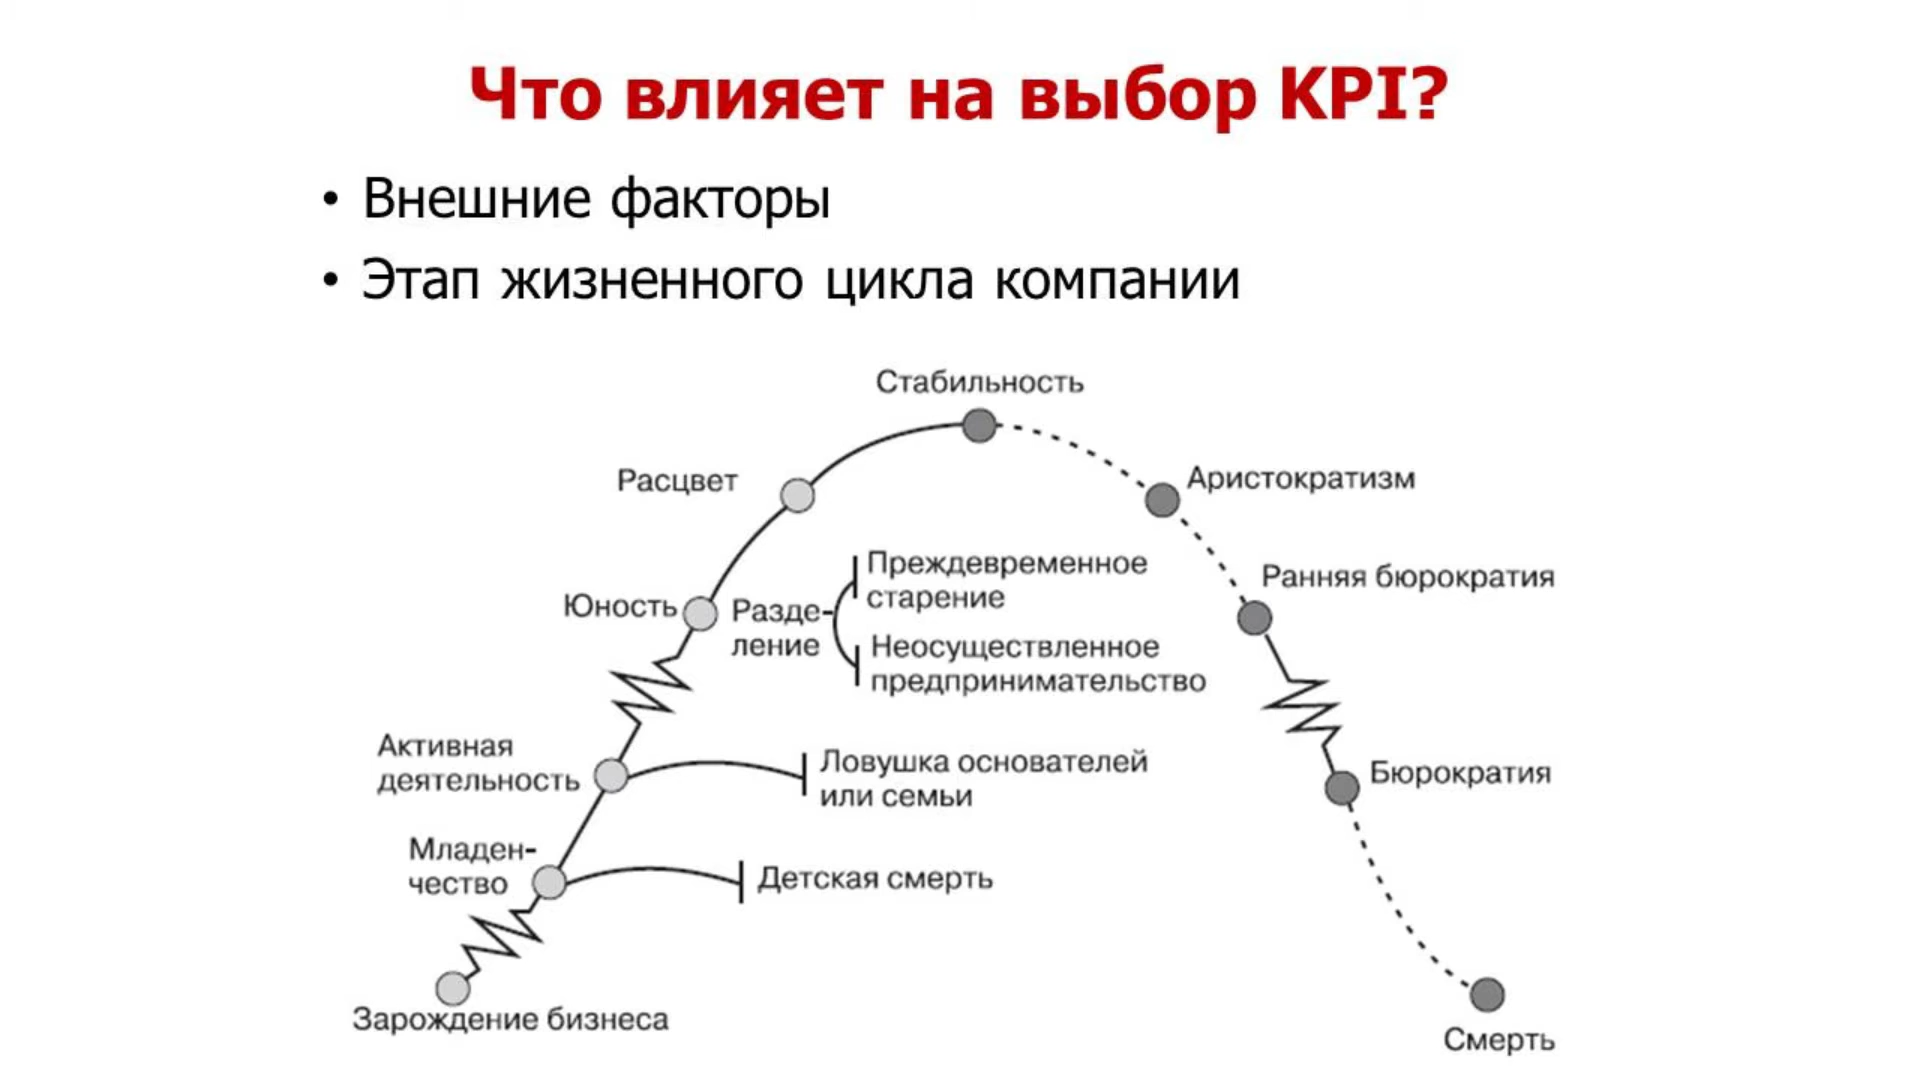 Что влияет на выбор KPI?
• Внешние факторы
• Этап жизненного цикла компании
Стабильность
Расцвет
Аристократизм
Преждевременное
старение
Ранняя бюрократия
Юность
Разде-
ление
Неосуществленное
предпринимательство
Активная
деятельность
Ловушка основателей
или семьи
Бюрократия
Младен-
чество
Детская смерть
Зарождение бизнеса
Смерть